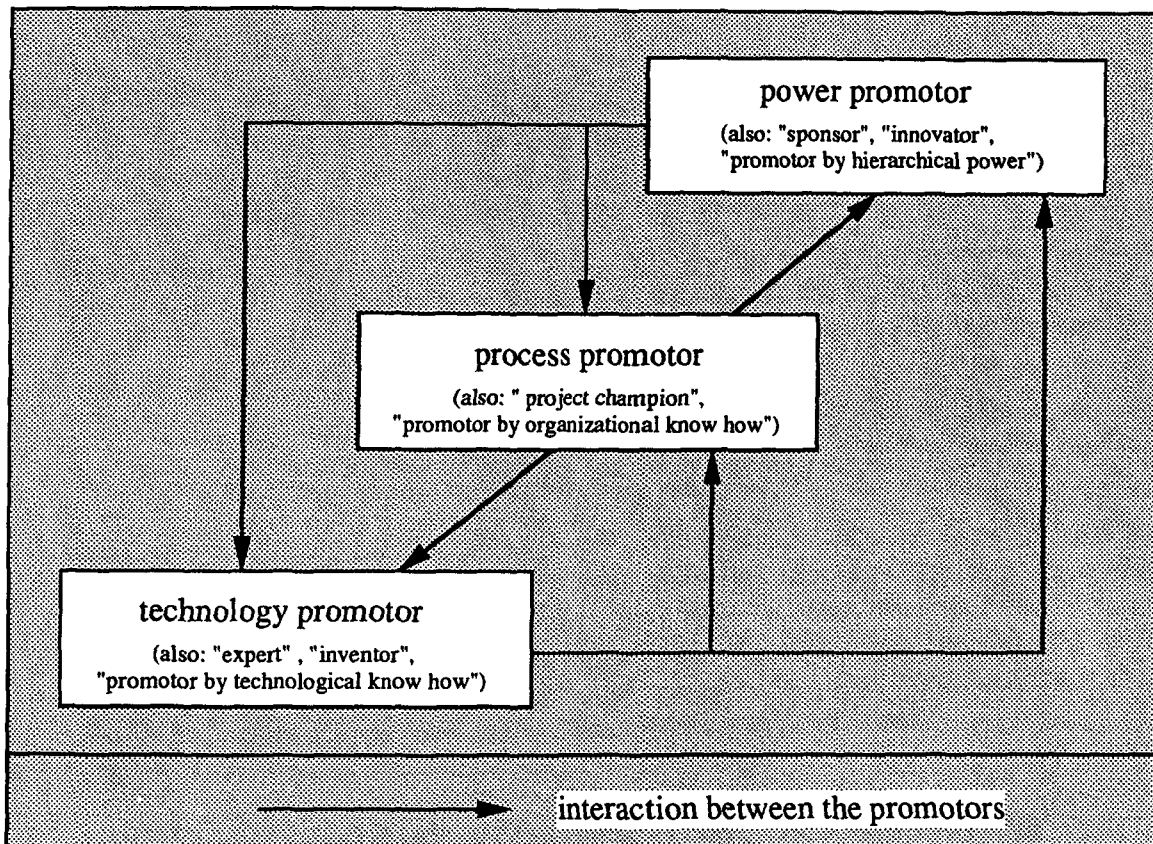 power promotor
(also: "sponsor", "innovator",
"promotor by hierarchical power")
process promotor
(also: " project champion",
"promotor by organizational know how")
technology promotor
(also: "expert" , "inventor",
"promotor by technological know how")
interaction between the promotors